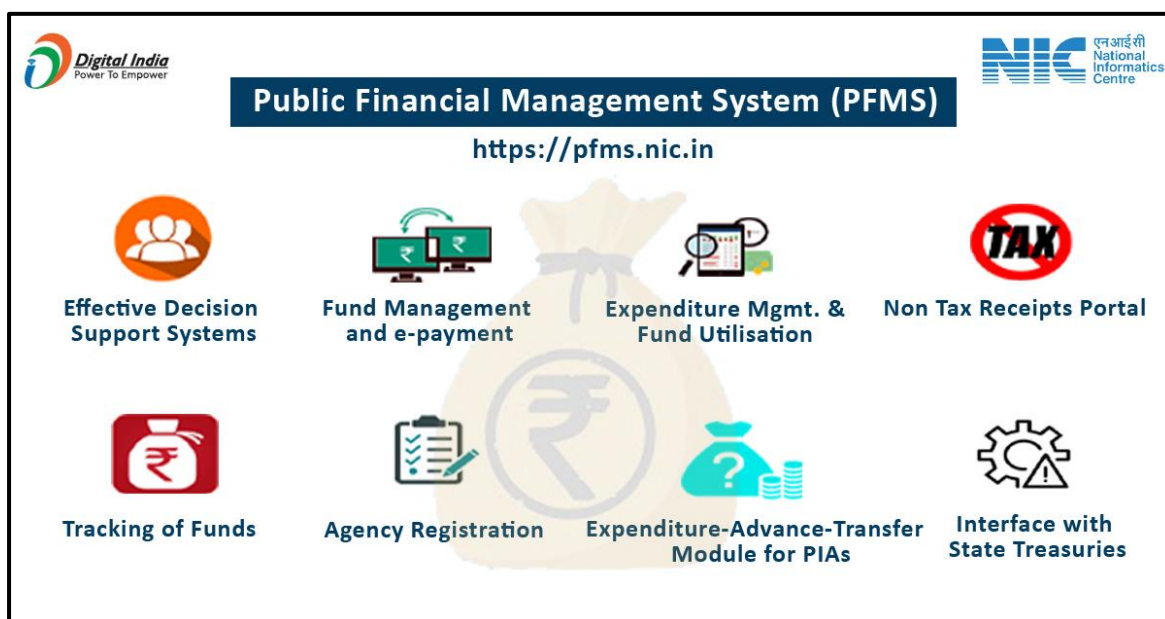 Digital India
Power To Empower
NIC
एनआईसी
National
Informatics
Centre
Public Financial Management System (PFMS)
https://pfms.nic.in
Effective Decision
Support Systems
Fund Management
and e-payment
Expenditure Mgmt. &
Fund Utilisation
TAX
Non Tax Receipts Portal
Tracking of Funds
Agency Registration
Expenditure-Advance-Transfer
Module for PIAs
Interface with
State Treasuries